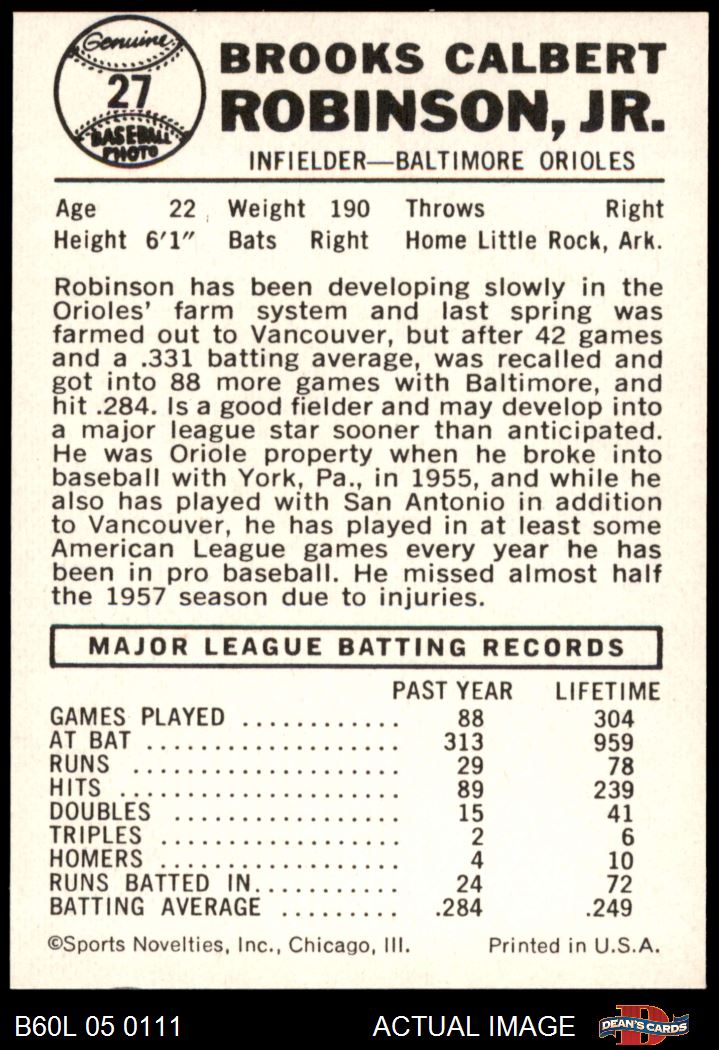 Genuine
27
BASEBALL
PHOTO
BROOKS CALBERT
ROBINSON, JR.
INFIELDER—BALTIMORE ORIOLES
Age 22 Weight 190 Throws Right
Height 6'1" Bats Right Home Little Rock, Ark.
Robinson has been developing slowly in the
Orioles' farm system and last spring was
farmed out to Vancouver, but after 42 games
and a .331 batting average, was recalled and
got into 88 more games with Baltimore, and
hit .284. Is a good fielder and may develop into
a major league star sooner than anticipated.
He was Oriole property when he broke into
baseball with York, Pa., in 1955, and while he
also has played with San Antonio in addition
to Vancouver, he has played in at least some
American League games every year he has
been in pro baseball. He missed almost half
the 1957 season due to injuries.
MAJOR LEAGUE BATTING RECORDS
PAST YEAR LIFETIME
GAMES PLAYED ............ 88 304
AT BAT ................... 313 959
RUNS .................... 29 78
HITS ..................... 89 239
DOUBLES ................. 15 41
TRIPLES .................. 2 6
HOMERS .................. 4 10
RUNS BATTED IN........... 24 72
BATTING AVERAGE ......... .284 .249
©Sports Novelties, Inc., Chicago, Ill. Printed in U.S.A.
B60L 05 0111 ACTUAL IMAGE D DEAN'S CARDS